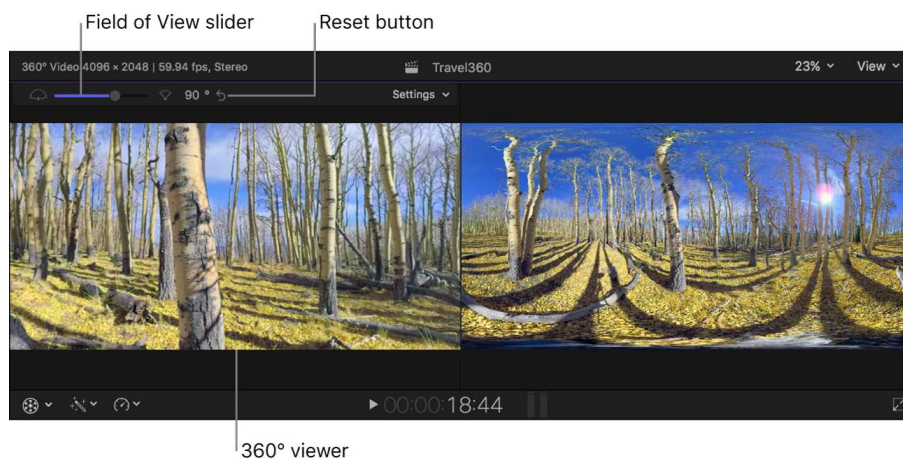 Field of View slider
Reset button
360° Video 4096 × 2048 | 59.94 fps, Stereo
Travel360
23%
View
90 °
Settings
00:00:18:44
360° viewer